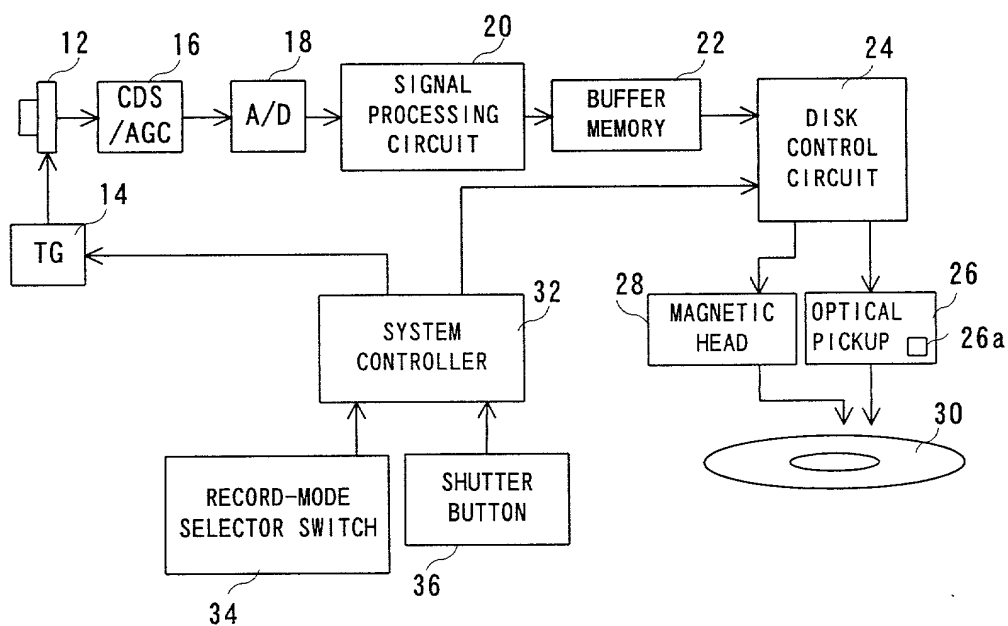 12
16
18
20
22
24
CDS
/AGC
A/D
SIGNAL
PROCESSING
CIRCUIT
BUFFER
MEMORY
DISK
CONTROL
CIRCUIT
14
TG
32
SYSTEM
CONTROLLER
28
MAGNETIC
HEAD
OPTICAL
PICKUP
26
26a
30
RECORD-MODE
SELECTOR SWITCH
SHUTTER
BUTTON
34
36